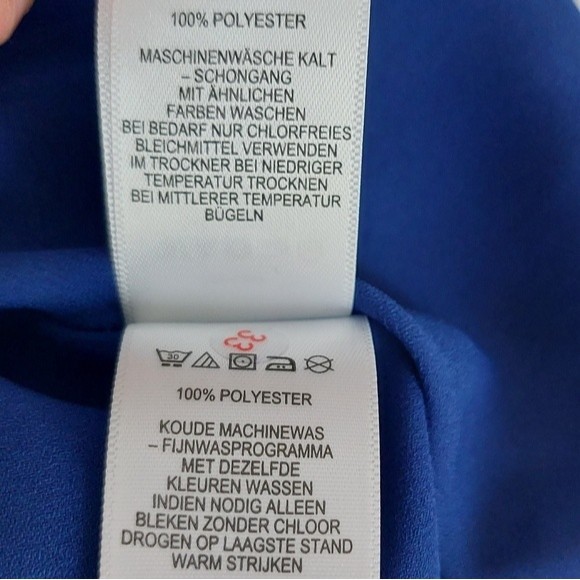 100% POLYESTER
MASCHINENWÄSCHE KALT
– SCHONGANG
MIT ÄHNLICHEN
FARBEN WASCHEN
BEI BEDARF NUR CHLORFREIES
BLEICHMITTEL VERWENDEN
IM TROCKNER BEI NIEDRIGER
TEMPERATUR TROCKNEN
BEI MITTLERER TEMPERATUR
BÜGELN
30
100% POLYESTER
KOUDE MACHINEWAS
– FIJNWASPROGRAMMA
MET DEZELFDE
KLEUREN WASSEN
INDIEN NODIG ALLEEN
BLEKEN ZONDER CHLOOR
DROGEN OP LAAGSTE STAND
WARM STRIJKEN